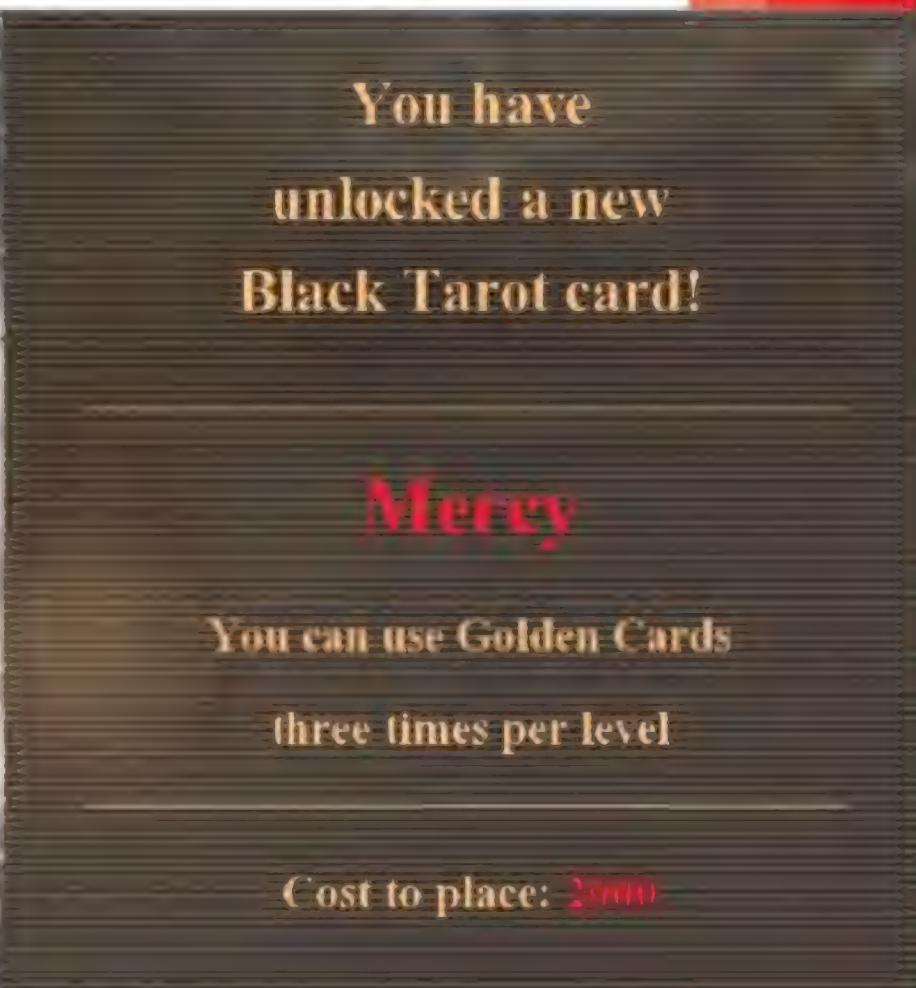 You have
unlocked a new
Black Tarot card!
Mercy
You can use Golden Cards
three times per level
Cost to place: